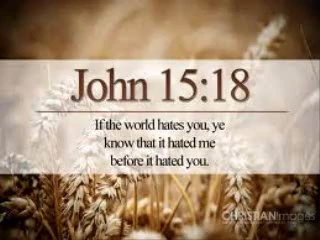 John 15:18
If the world hates you, ye
know that it hated me
before it hated you.
CHRISTIANimages